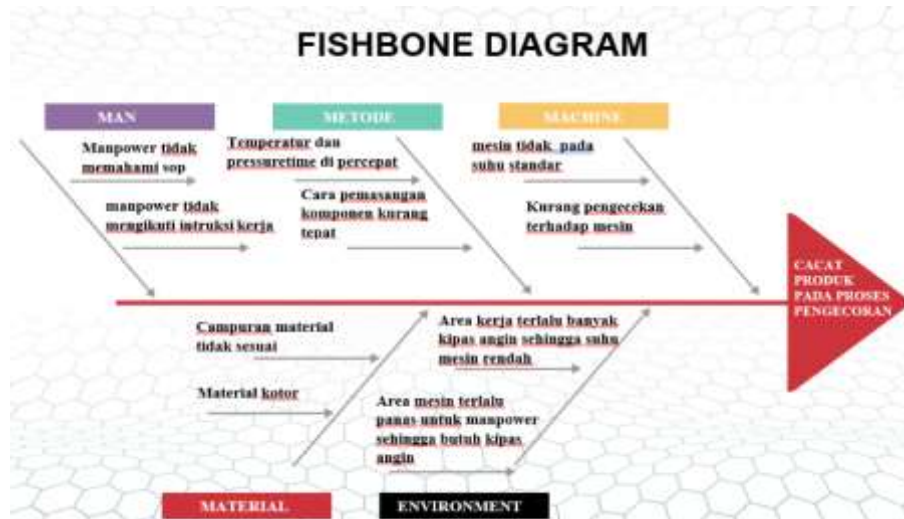 FISHBONE DIAGRAM
MAN
METODE
MACHINE
Manpower tidak
memahami sop
manpower tidak
mengikuti intruksi kerja
Temperatur dan
pressuretime di percepat
Cara pemasangan
komponen kurang
tepat
mesin tidak pada
suhu standar
Kurang pengecekan
terhadap mesin
CACAT
PRODUK
PADA PROSES
PENGECORAN
Campuran material
tidak sesuai
Material kotor
Area kerja terlalu banyak
kipas angin sehingga suhu
mesin rendah
Area mesin terlalu
panas untuk manpower
sehingga butuh kipas
angin
MATERIAL
ENVIRONMENT